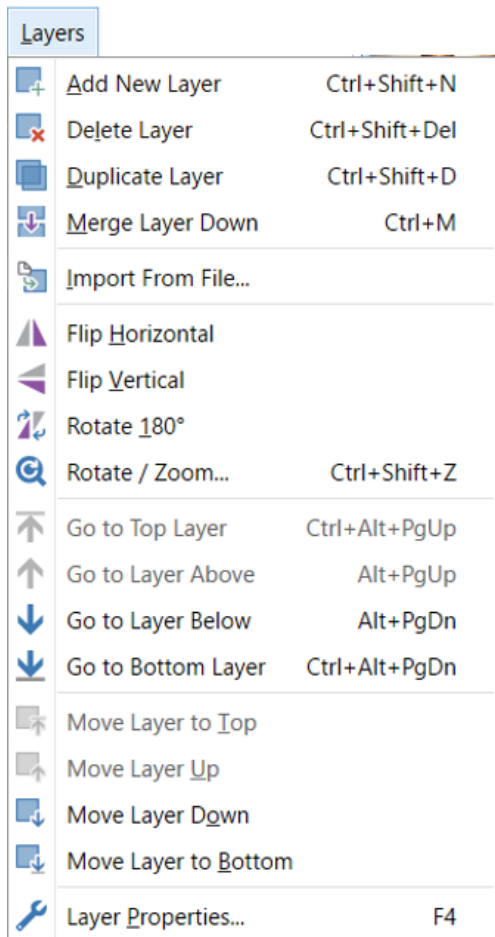 Layers
Add New Layer Ctrl+Shift+N
Delete Layer Ctrl+Shift+Del
Duplicate Layer Ctrl+Shift+D
Merge Layer Down Ctrl+M
Import From File...
Flip Horizontal
Flip Vertical
Rotate 180°
Rotate / Zoom... Ctrl+Shift+Z
Go to Top Layer Ctrl+Alt+PgUp
Go to Layer Above Alt+PgUp
Go to Layer Below Alt+PgDn
Go to Bottom Layer Ctrl+Alt+PgDn
Move Layer to Top
Move Layer Up
Move Layer Down
Move Layer to Bottom
Layer Properties... F4